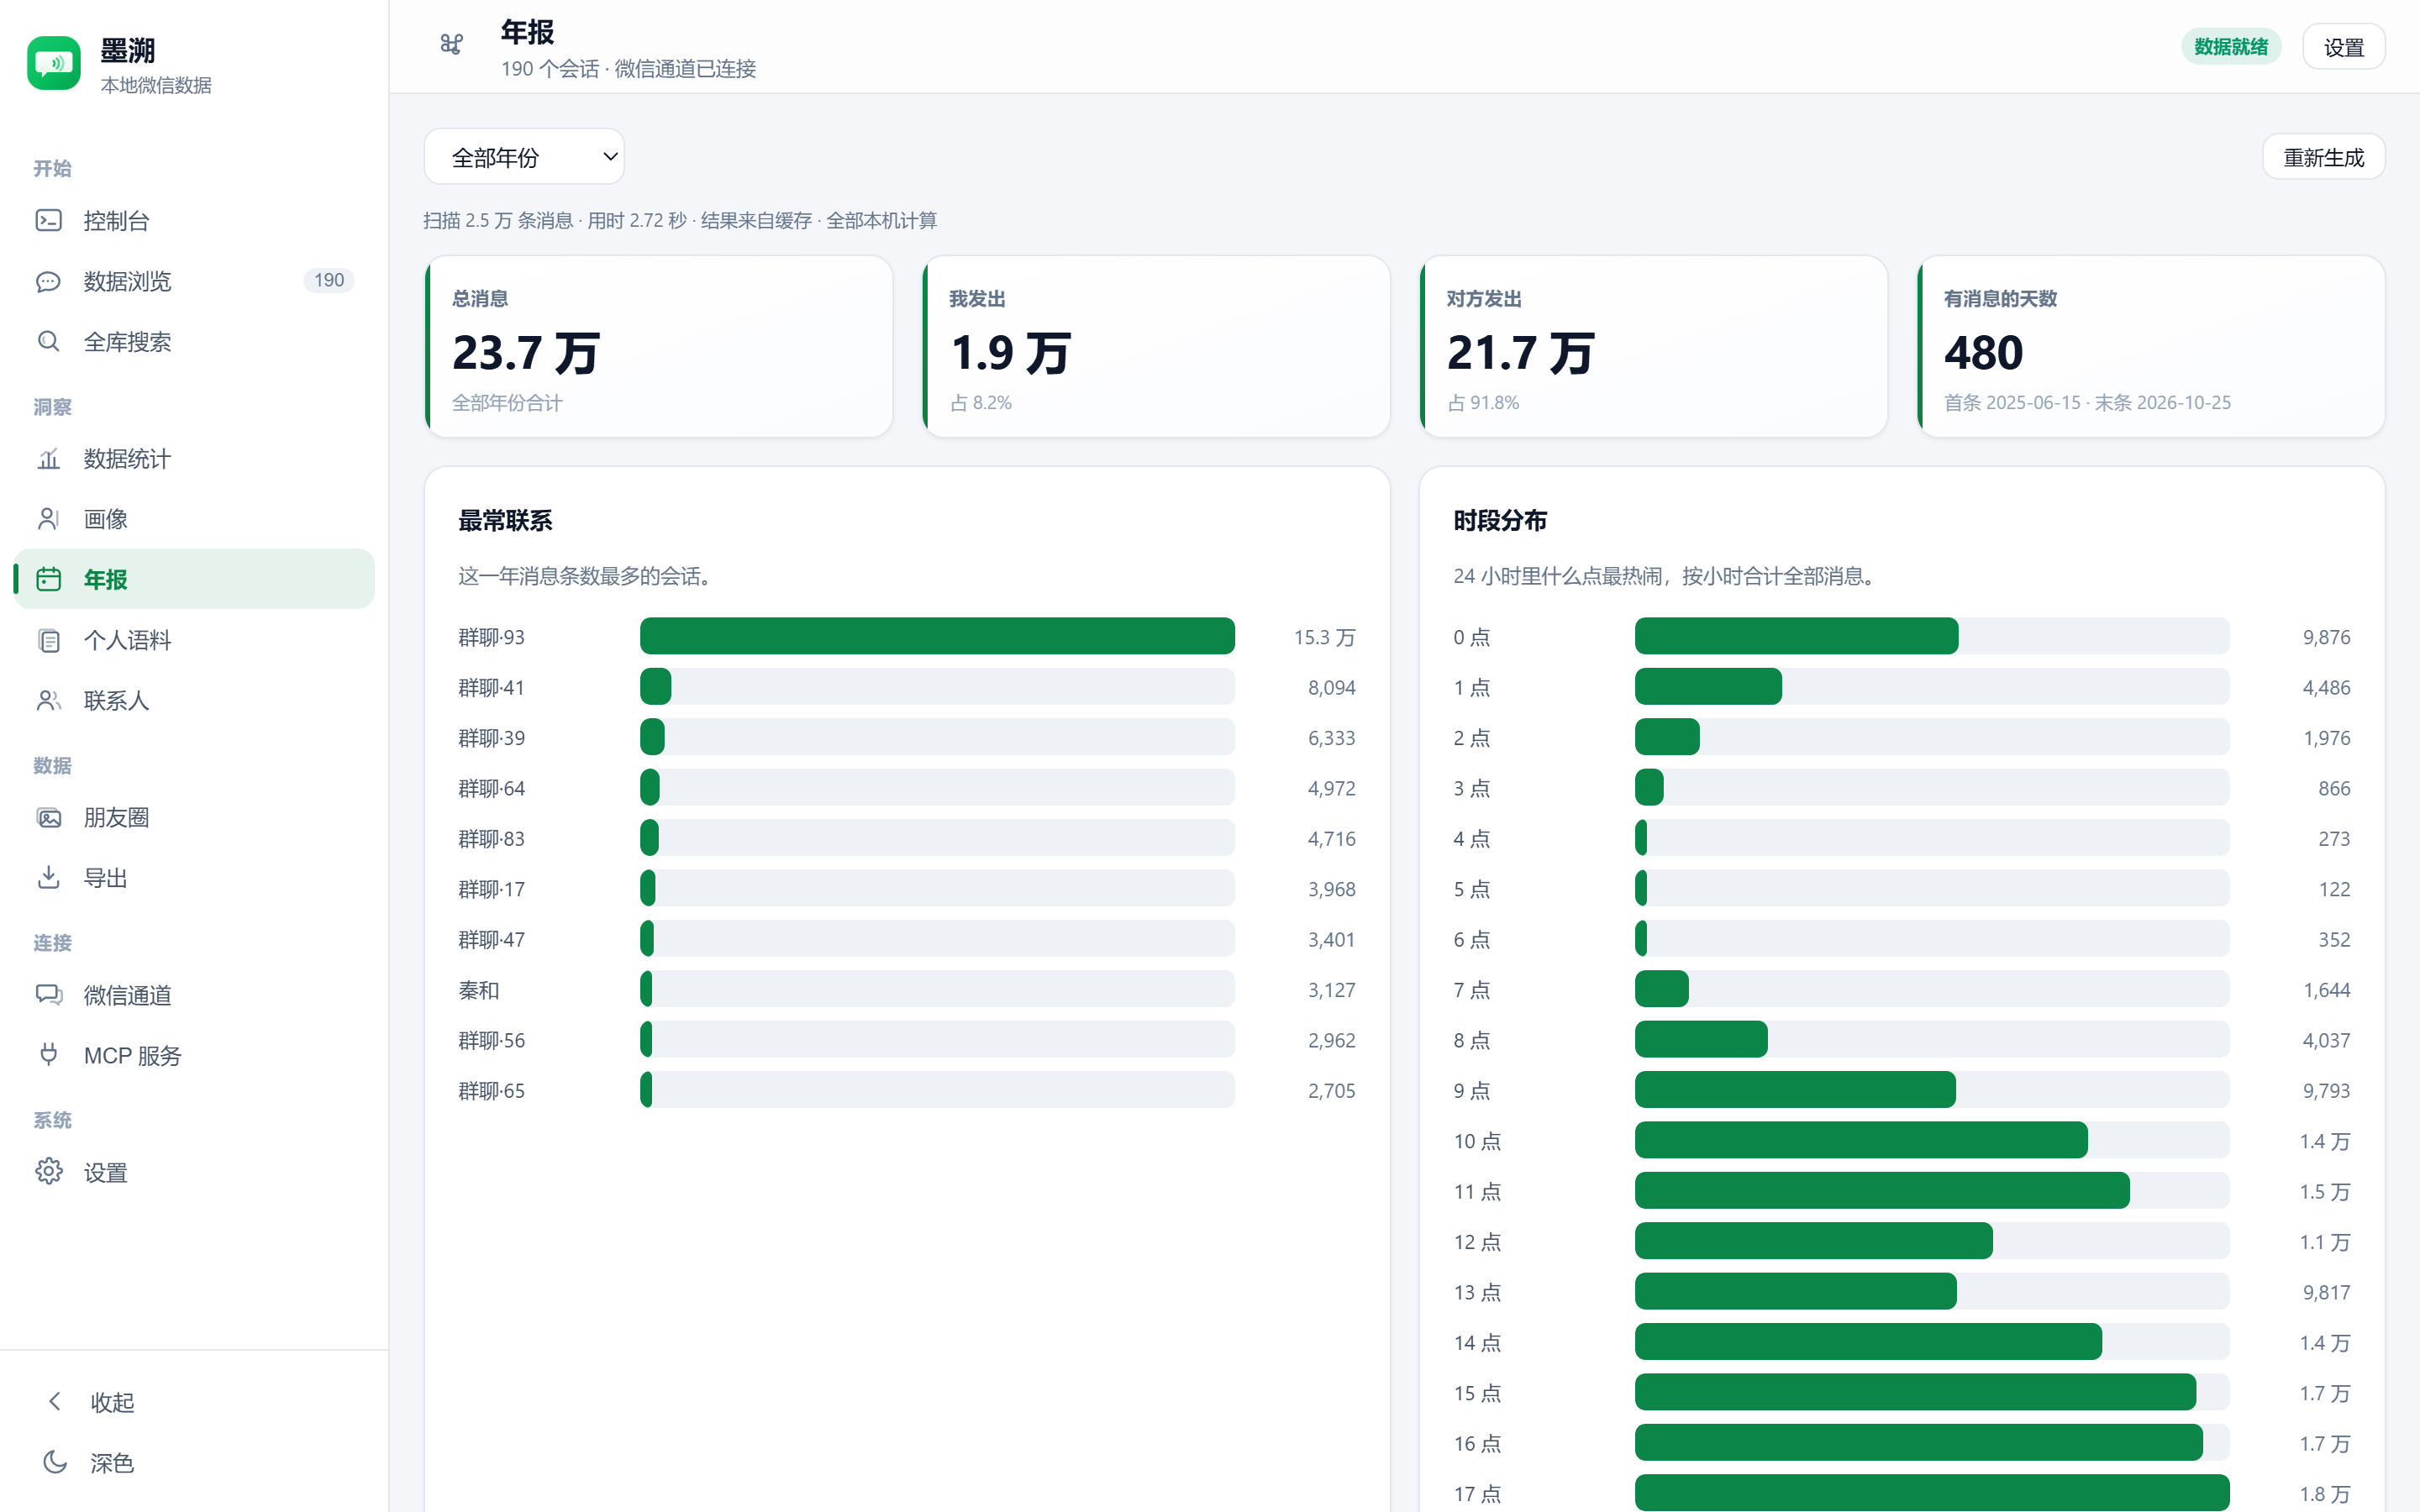 墨溯
本地微信数据
开始
控制台
数据浏览 190
全库搜索
洞察
数据统计
画像
年报
个人语料
联系人
数据
朋友圈
导出
连接
微信通道
MCP 服务
系统
设置
收起
深色
年报
190 个会话 · 微信通道已连接
数据就绪
设置
全部年份
重新生成
扫描 2.5 万 条消息 · 用时 2.72 秒 · 结果来自缓存 · 全部本机计算
总消息
23.7 万
全部年份合计
我发出
1.9 万
占 8.2%
对方发出
21.7 万
占 91.8%
有消息的天数
480
首条 2025-06-15 · 末条 2026-10-25
最常联系
这一年消息条数最多的会话。
群聊·93 15.3 万
群聊·41 8,094
群聊·39 6,333
群聊·64 4,972
群聊·83 4,716
群聊·17 3,968
群聊·47 3,401
秦和 3,127
群聊·56 2,962
群聊·65 2,705
时段分布
24 小时里什么点最热闹，按小时合计全部消息。
0 点 9,876
1 点 4,486
2 点 1,976
3 点 866
4 点 273
5 点 122
6 点 352
7 点 1,644
8 点 4,037
9 点 9,793
10 点 1.4 万
11 点 1.5 万
12 点 1.1 万
13 点 9,817
14 点 1.4 万
15 点 1.7 万
16 点 1.7 万
17 点 1.8 万